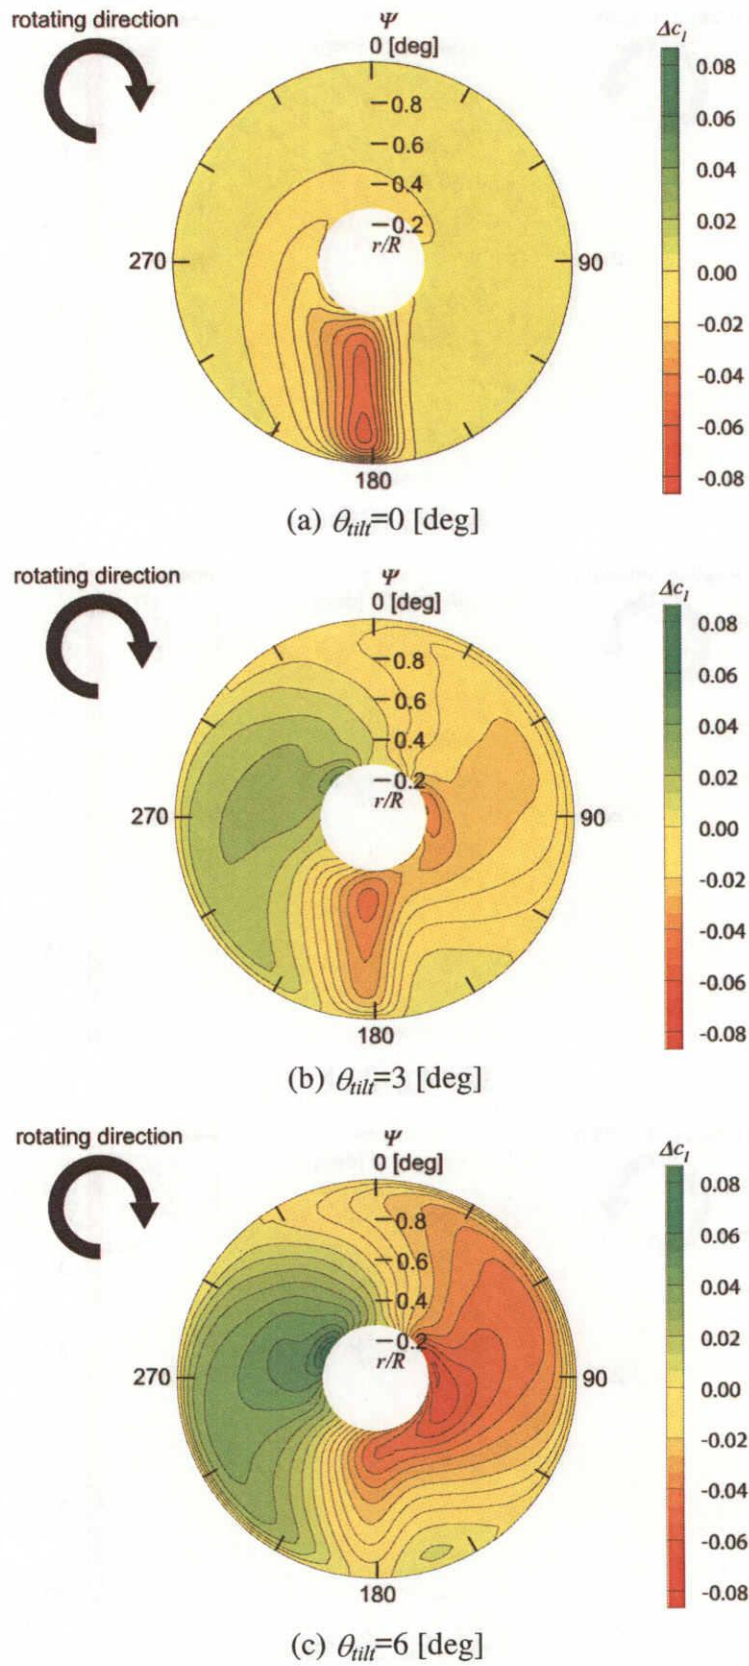 rotating direction
Ψ
0 [deg]
Δc_l
0.8
0.6
0.4
0.2
r/R
270
90
180
0.08
0.06
0.04
0.02
0.00
-0.02
-0.04
-0.06
-0.08
(a) θ_tilt=0 [deg]
rotating direction
Ψ
0 [deg]
Δc_l
0.8
0.6
0.4
0.2
r/R
270
90
180
0.08
0.06
0.04
0.02
0.00
-0.02
-0.04
-0.06
-0.08
(b) θ_tilt=3 [deg]
rotating direction
Ψ
0 [deg]
Δc_l
0.8
0.6
0.4
0.2
r/R
270
90
180
0.08
0.06
0.04
0.02
0.00
-0.02
-0.04
-0.06
-0.08
(c) θ_tilt=6 [deg]